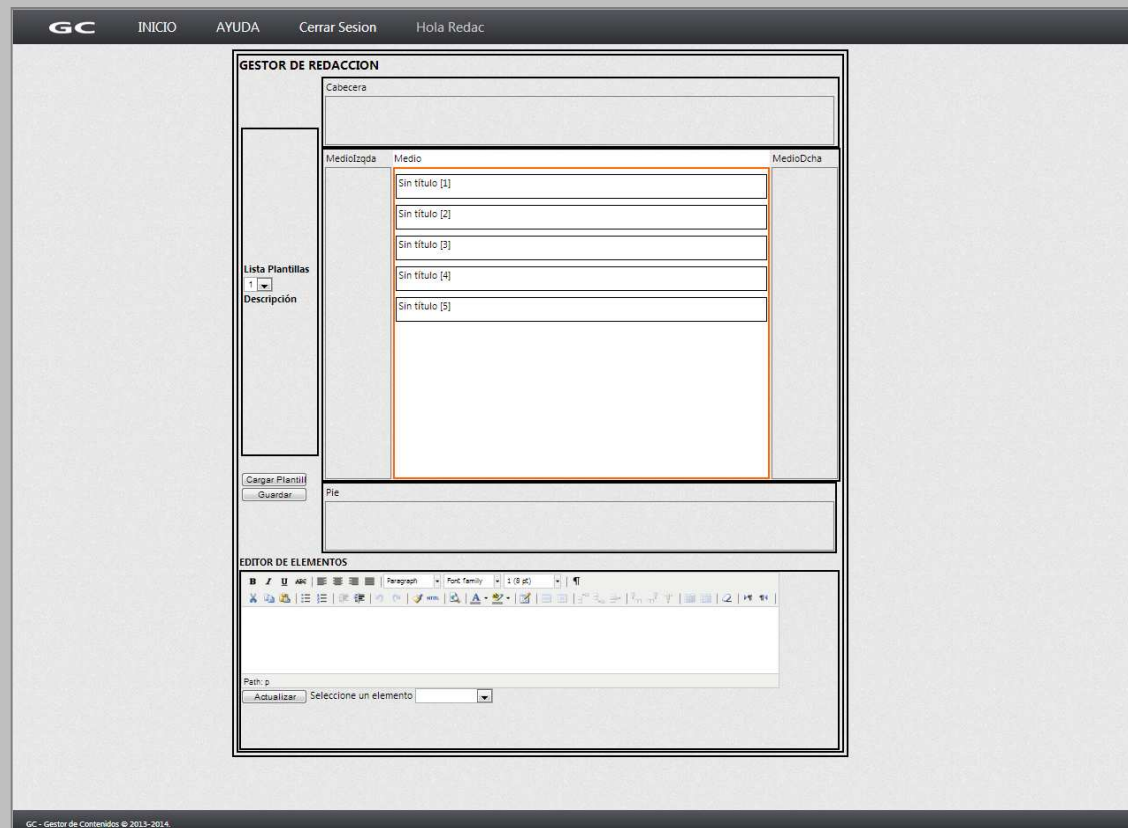 GC INICIO AYUDA Cerrar Sesion Hola Redac
GESTOR DE REDACCION
Cabecera
MedioIzqda Medio MedioDcha
Sin título [1]
Sin título [2]
Sin título [3]
Sin título [4]
Sin título [5]
Lista Plantillas
1
Descripción
Cargar Plantill
Guardar
Pie
EDITOR DE ELEMENTOS
B I U ABC Paragraph Font family 1 (8 pt) ¶
HTML A
Path: p
Actualizar Seleccione un elemento
GC - Gestor de Contenidos © 2013-2014.